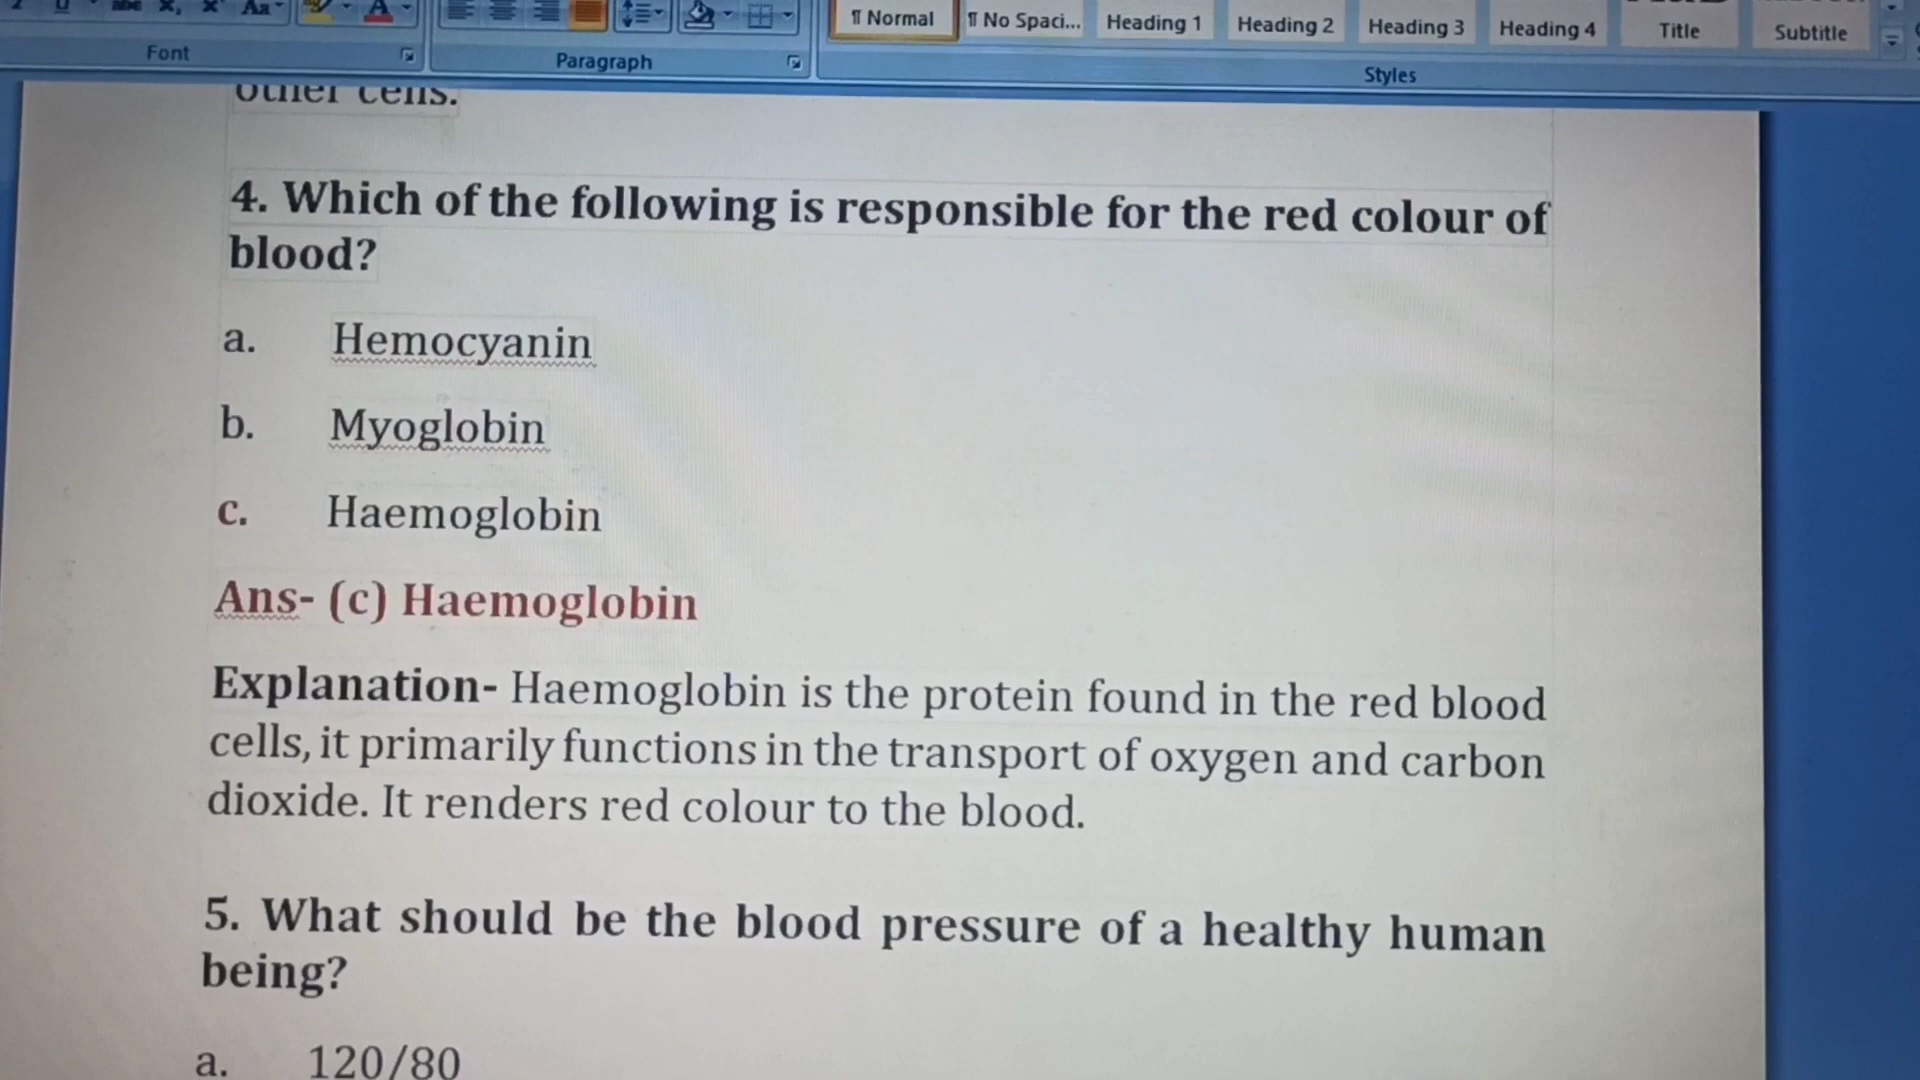 Aa
Normal
No Spaci...
Heading 1
Heading 2
Heading 3
Heading 4
Title
Subtitle
Font
Paragraph
Styles
other cells.
4. Which of the following is responsible for the red colour of
blood?
a. Hemocyanin
b. Myoglobin
c. Haemoglobin
Ans- (c) Haemoglobin
Explanation- Haemoglobin is the protein found in the red blood
cells, it primarily functions in the transport of oxygen and carbon
dioxide. It renders red colour to the blood.
5. What should be the blood pressure of a healthy human
being?
a. 120/80